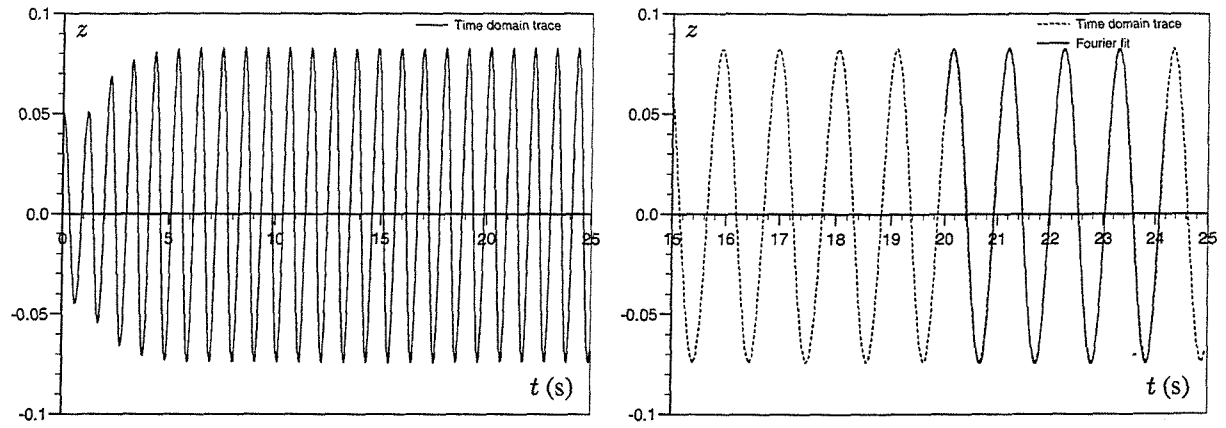 0.1
z
Time domain trace
0.05
0.0
0 5 10 15 20 25
-0.05
t (s)
-0.1
0.1
z
Time domain trace
Fourier fit
0.05
0.0
15 16 17 18 19 20 21 22 23 24 25
-0.05
t (s)
-0.1